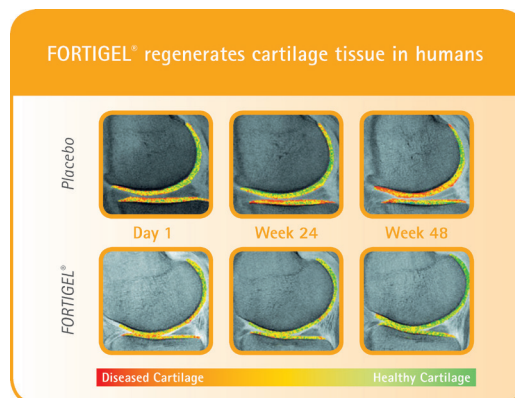 FORTIGEL® regenerates cartilage tissue in humans
Placebo
Day 1
Week 24
Week 48
FORTIGEL®
Diseased Cartilage
Healthy Cartilage